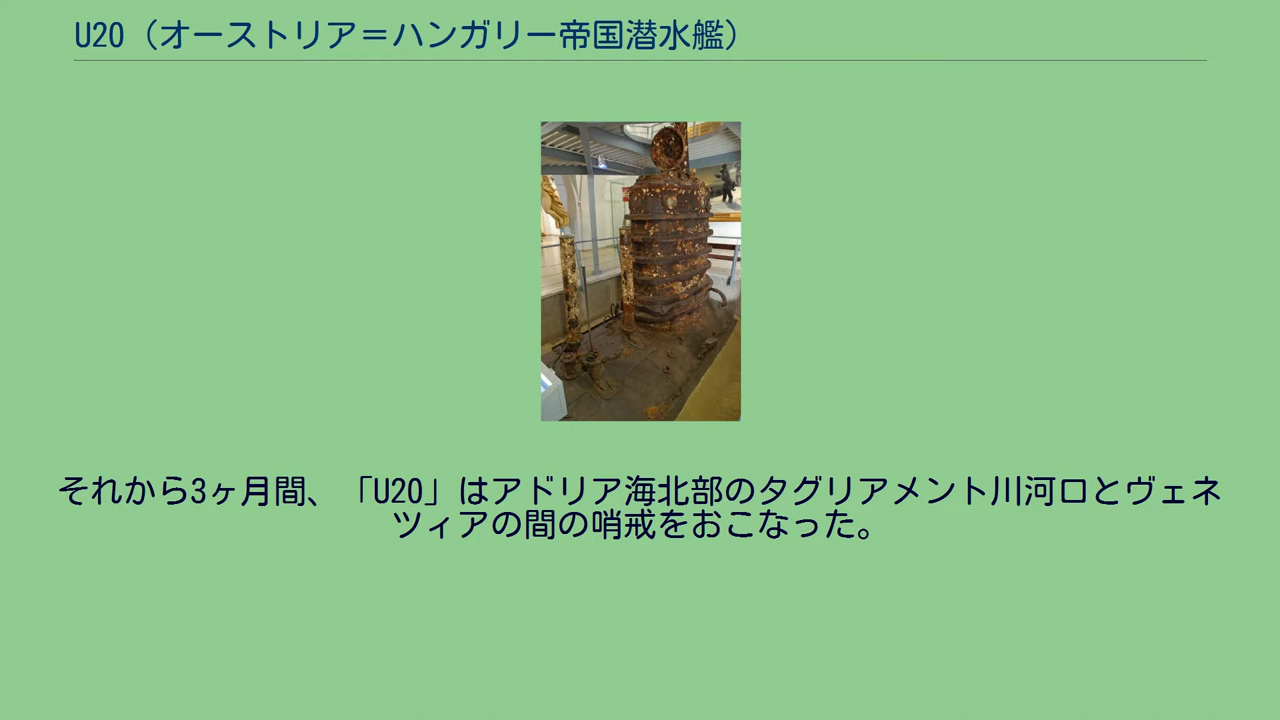 U20（オーストリア＝ハンガリー帝国潜水艦）
それから3ヶ月間、「U20」はアドリア海北部のタグリアメント川河口とヴェネ
ツィアの間の哨戒をおこなった。